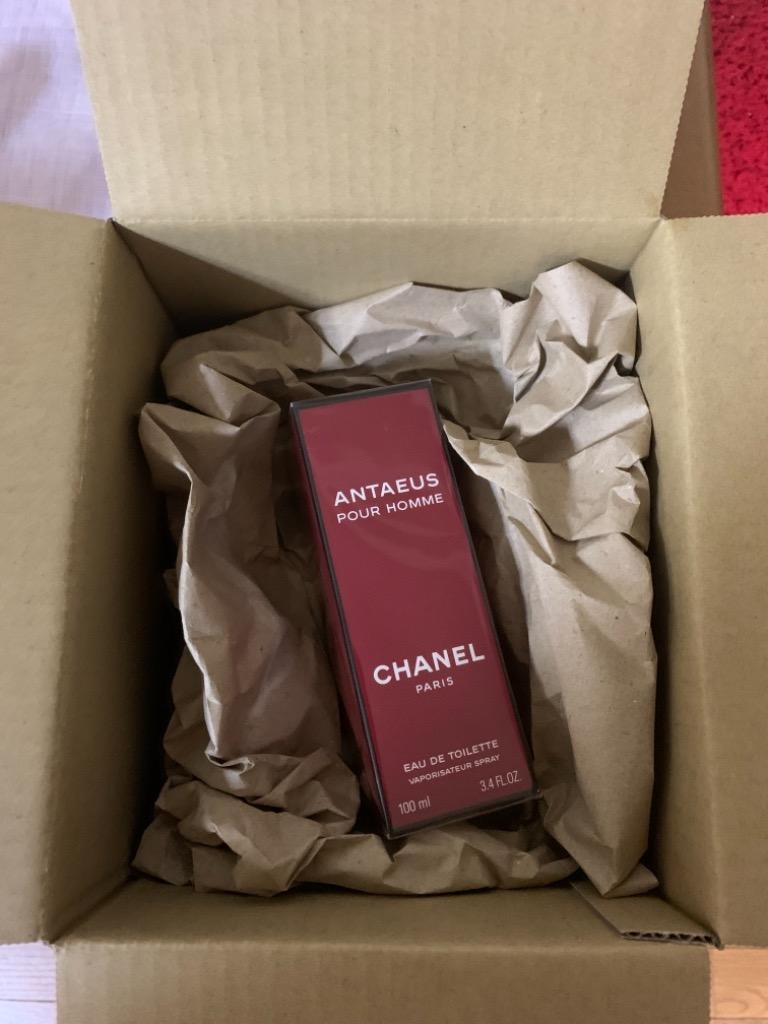 ANTAEUS
POUR HOMME
CHANEL
PARIS
EAU DE TOILETTE
VAPORISATEUR SPRAY
100 ml 3.4 FL.OZ.